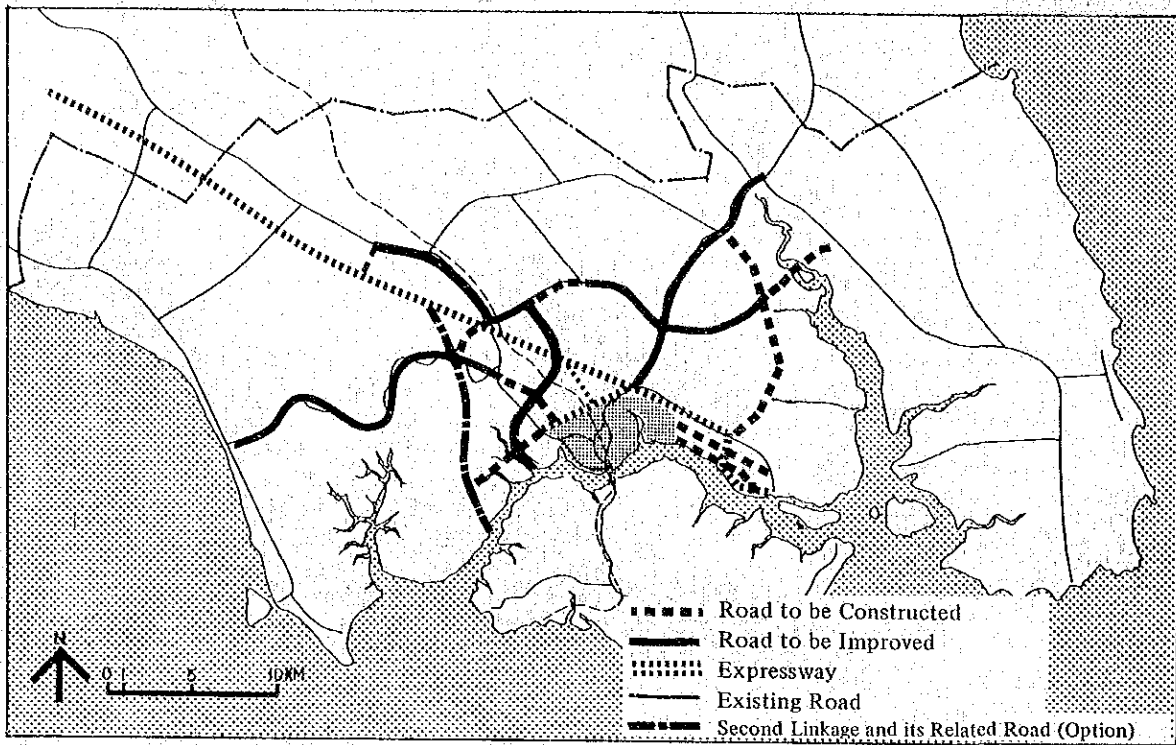 Road to be Constructed
Road to be Improved
Expressway
Existing Road
Second Linkage and its Related Road (Option)
N
0 1 5 10KM